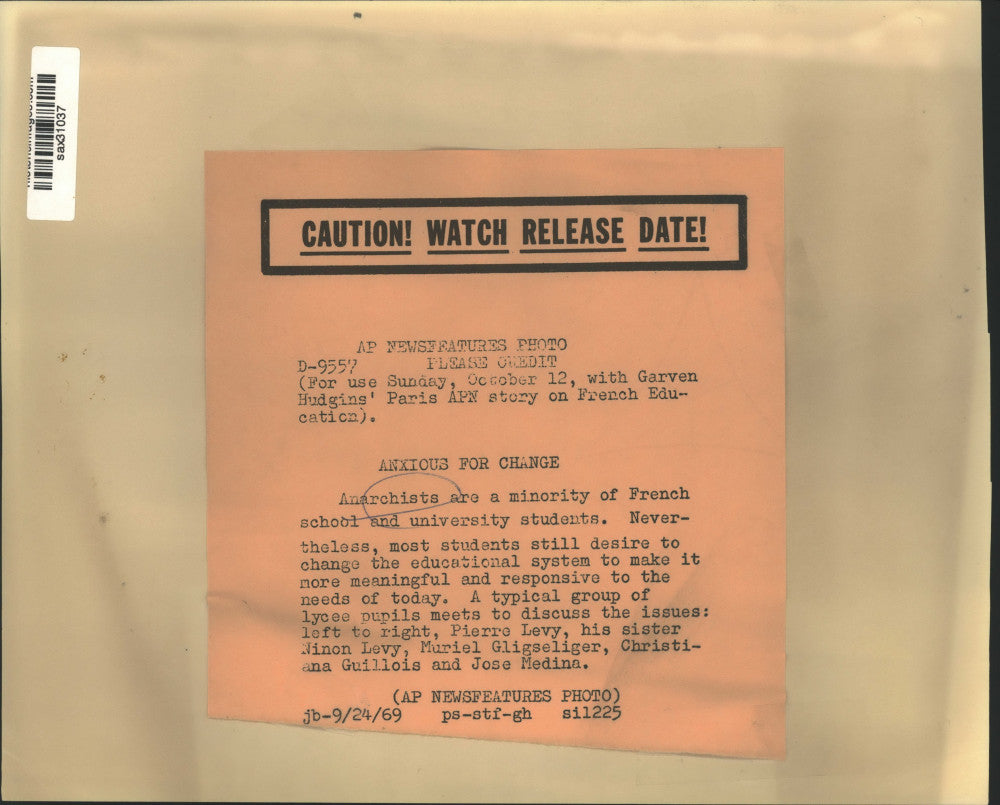 sax31037
CAUTION! WATCH RELEASE DATE!
AP NEWSFEATURES PHOTO
D-9557 PLEASE CREDIT
(For use Sunday, October 12, with Garven
Hudgins' Paris APN story on French Edu-
cation).
ANXIOUS FOR CHANGE
Anarchists are a minority of French
school and university students. Never-
theless, most students still desire to
change the educational system to make it
more meaningful and responsive to the
needs of today. A typical group of
lycee pupils meets to discuss the issues:
left to right, Pierre Levy, his sister
Ninon Levy, Muriel Gligseliger, Christi-
ana Guillois and Jose Medina.
(AP NEWSFEATURES PHOTO)
jb-9/24/69 ps-stf-gh si1225